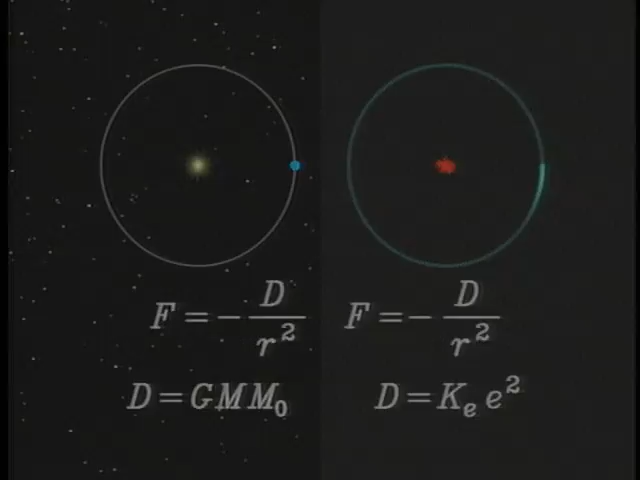 F = - D / r²
F = - D / r²
D = GMM₀
D = Kₑ e²